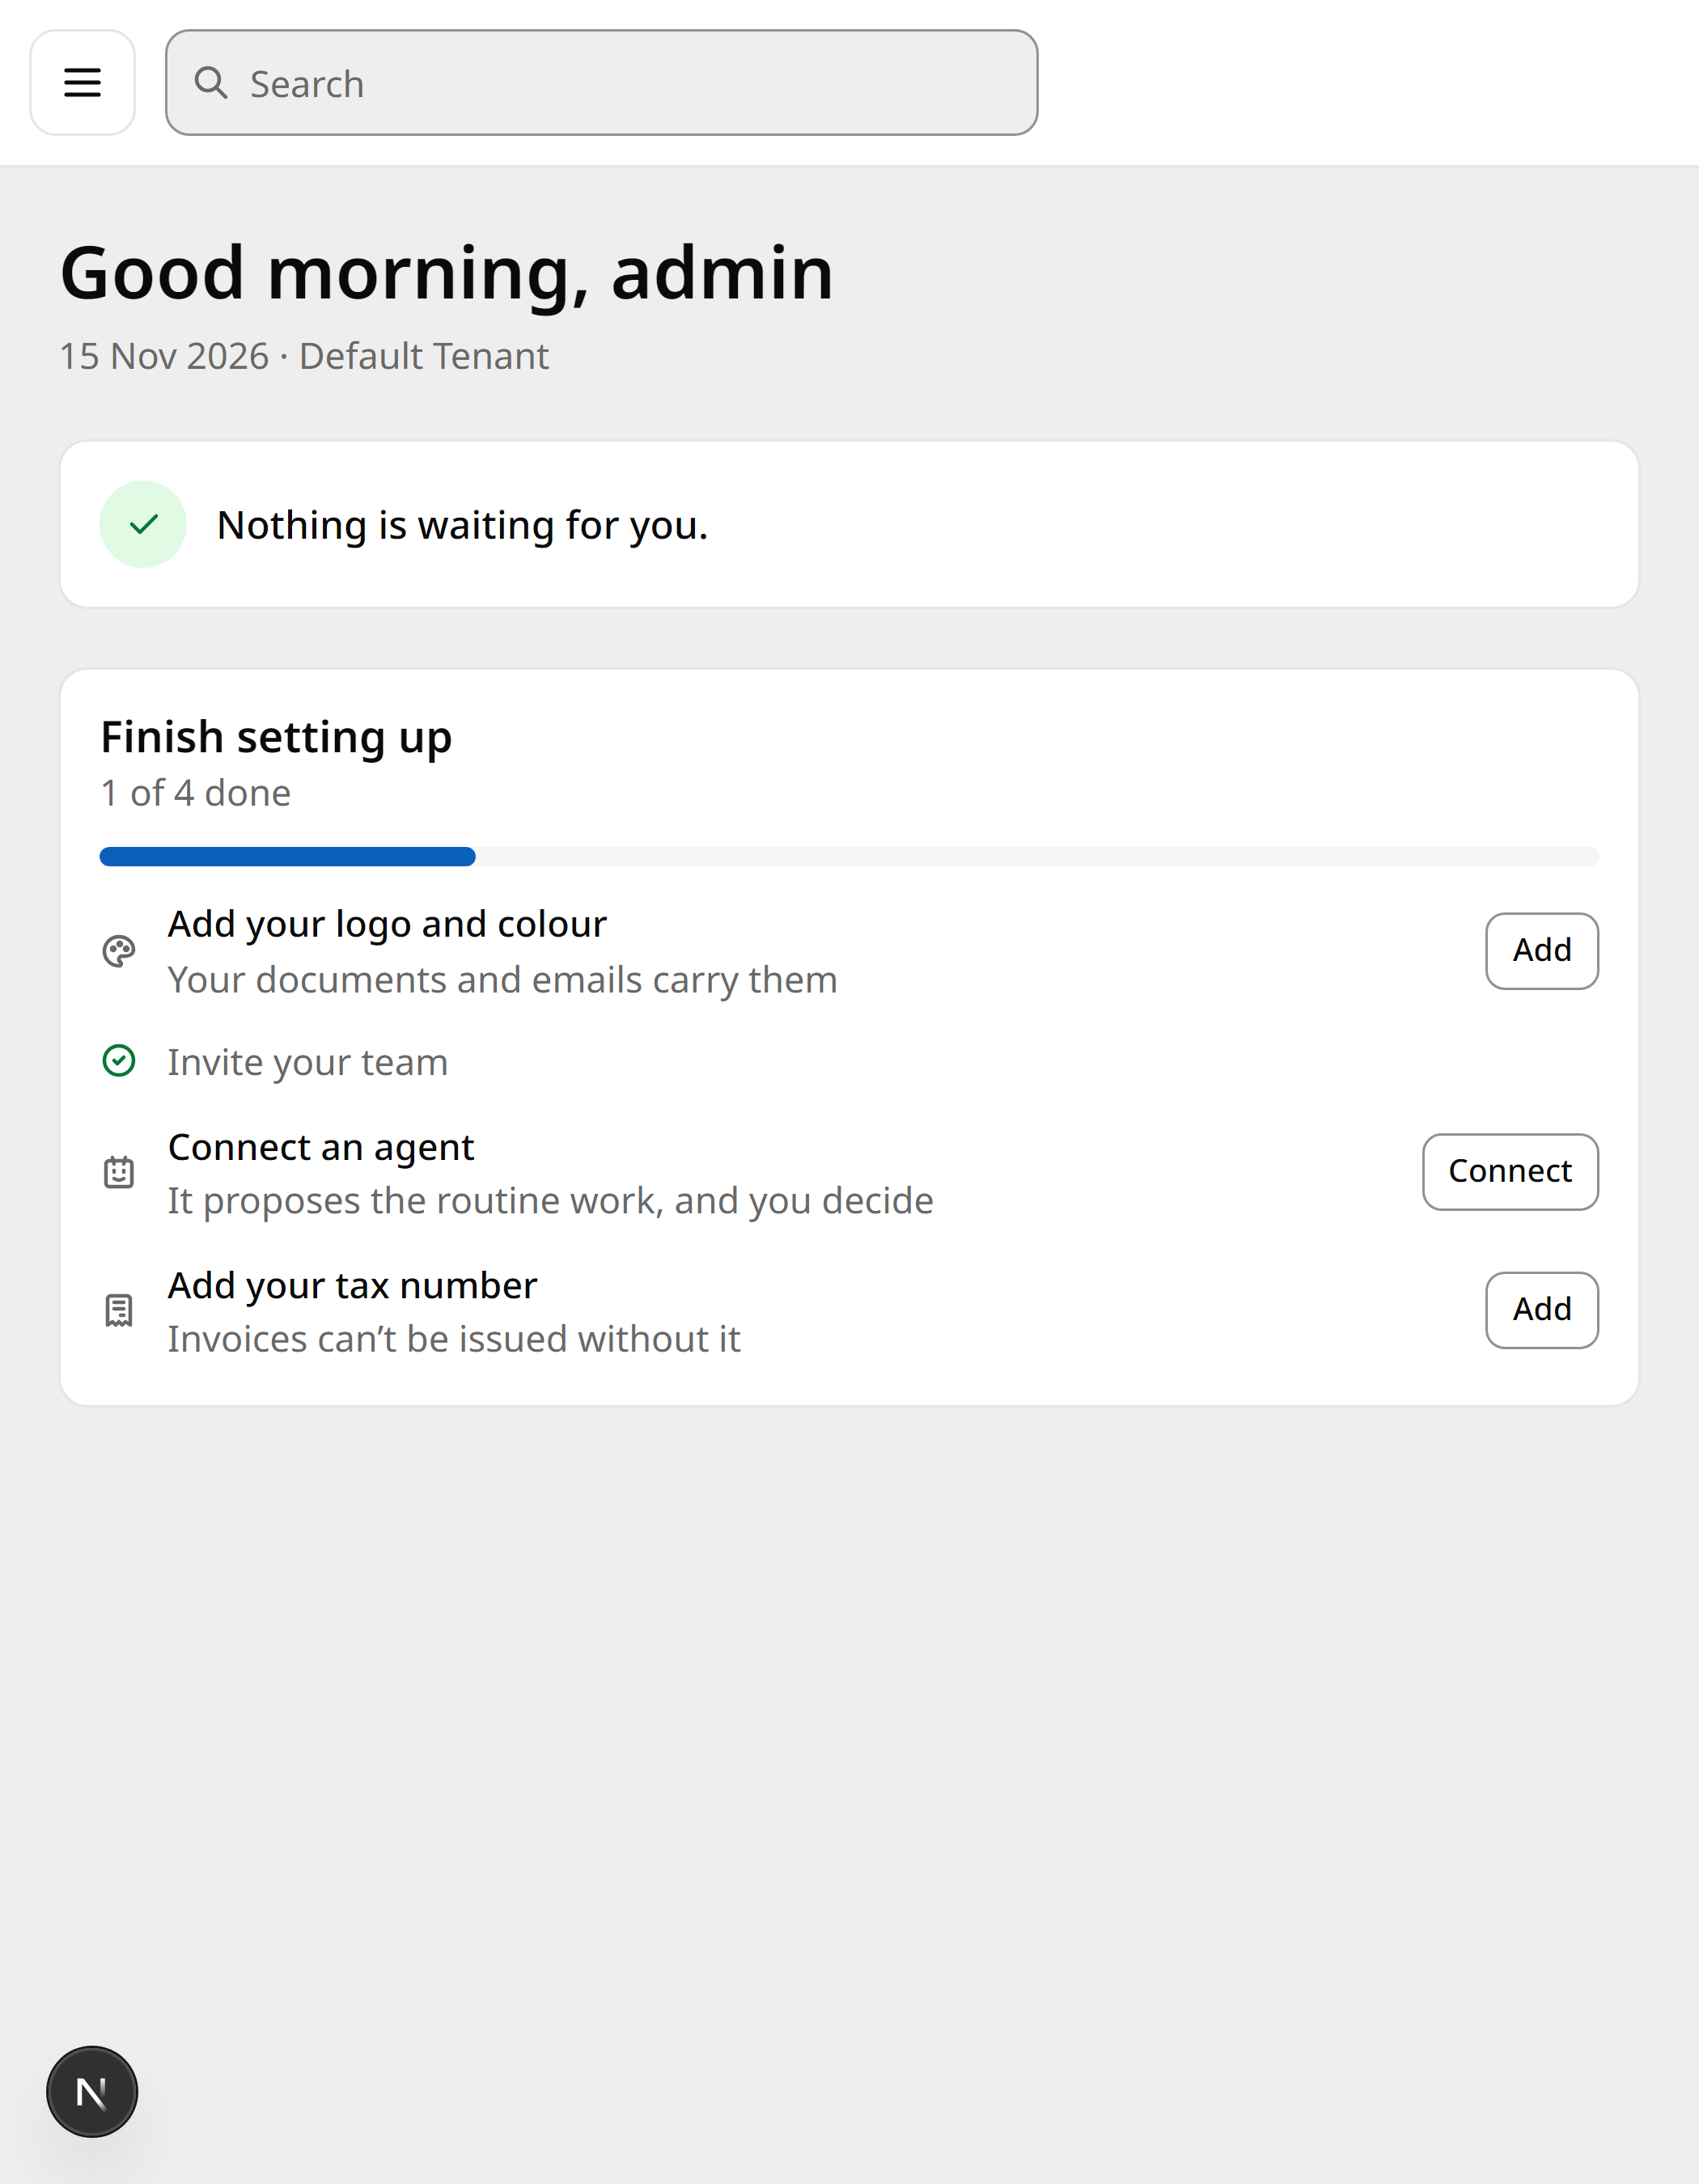 Search
Good morning, admin
15 Nov 2026 · Default Tenant
Nothing is waiting for you.
Finish setting up
1 of 4 done
Add your logo and colour
Your documents and emails carry them
Add
Invite your team
Connect an agent
It proposes the routine work, and you decide
Connect
Add your tax number
Invoices can’t be issued without it
Add
N